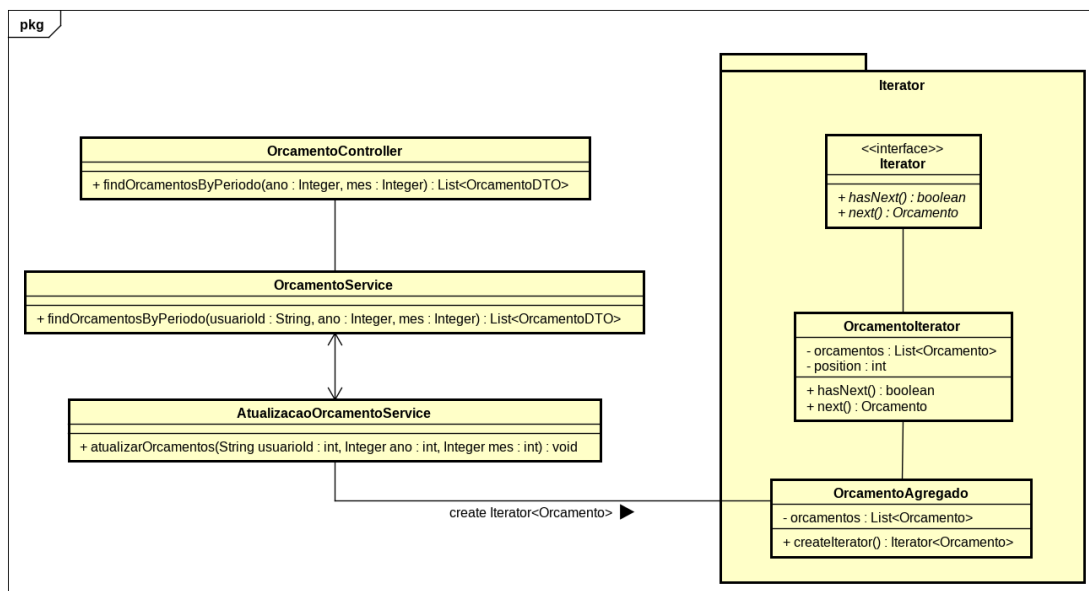 pkg
Iterator
<<interface>>
Iterator
+ hasNext() : boolean
+ next() : Orcamento
OrcamentoController
+ findOrcamentosByPeriodo(ano : Integer, mes : Integer) : List<OrcamentoDTO>
OrcamentoService
+ findOrcamentosByPeriodo(usuarioId : String, ano : Integer, mes : Integer) : List<OrcamentoDTO>
OrcamentoIterator
- orcamentos : List<Orcamento>
- position : int
+ hasNext() : boolean
+ next() : Orcamento
AtualizacaoOrcamentoService
+ atualizarOrcamentos(String usuarioId : int, Integer ano : int, Integer mes : int) : void
create Iterator<Orcamento>
OrcamentoAgregado
- orcamentos : List<Orcamento>
+ createIterator() : Iterator<Orcamento>